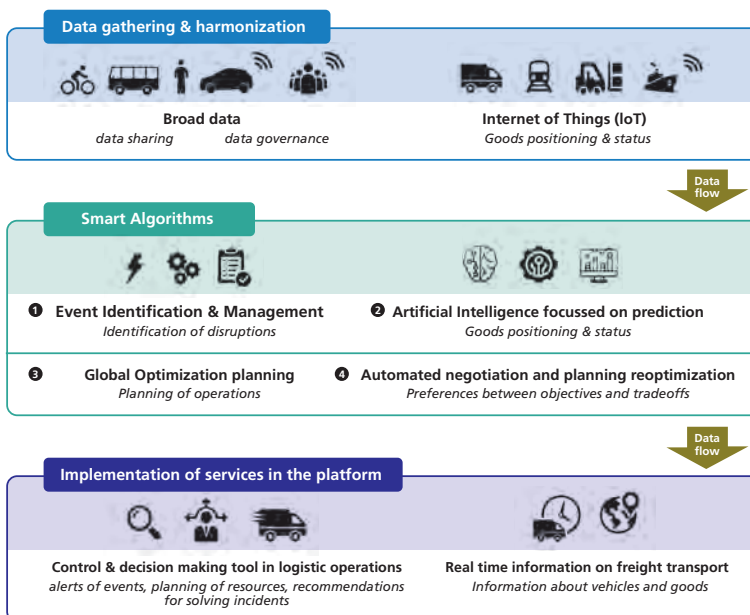 Data gathering & harmonization
Broad data
data sharing data governance
Internet of Things (IoT)
Goods positioning & status
Data
flow
Smart Algorithms
❶ Event Identification & Management
Identification of disruptions
❷ Artificial Intelligence focussed on prediction
Goods positioning & status
❸ Global Optimization planning
Planning of operations
❹ Automated negotiation and planning reoptimization
Preferences between objectives and tradeoffs
Data
flow
Implementation of services in the platform
Control & decision making tool in logistic operations
alerts of events, planning of resources, recommendations
for solving incidents
Real time information on freight transport
Information about vehicles and goods